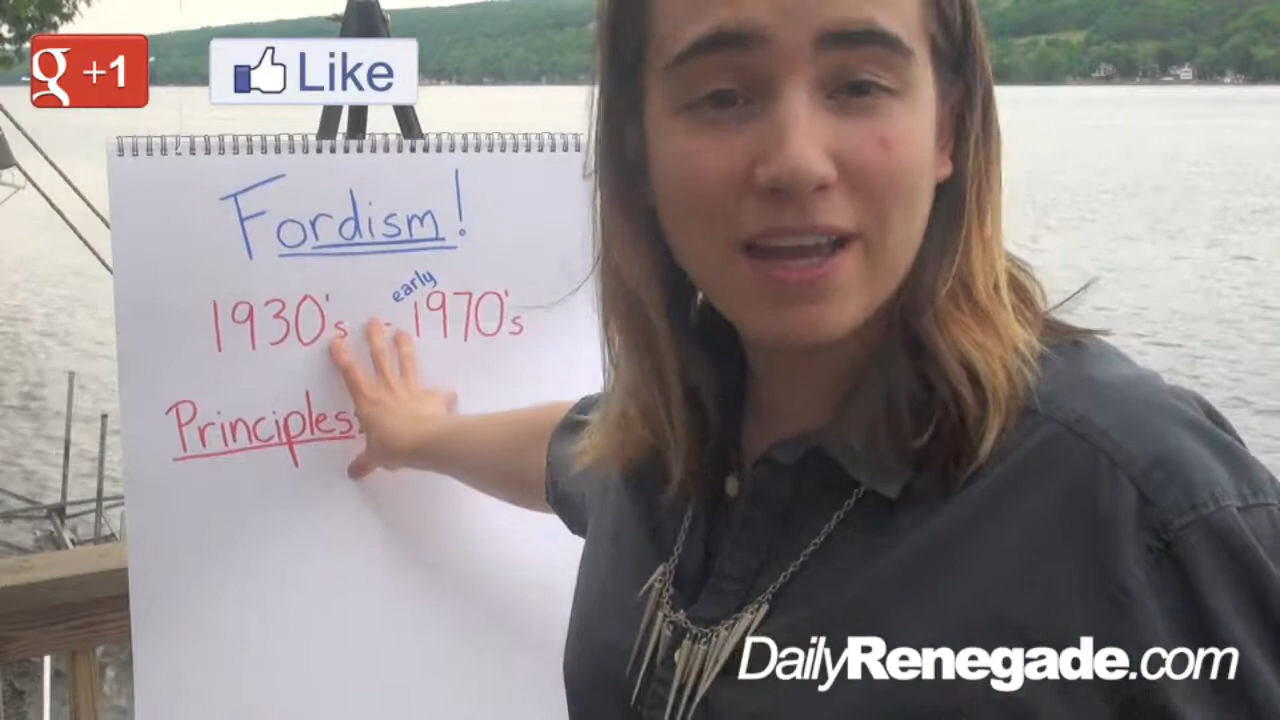 g +1
Like
Fordism!
early
1930's - 1970's
Principles:
DailyRenegade.com